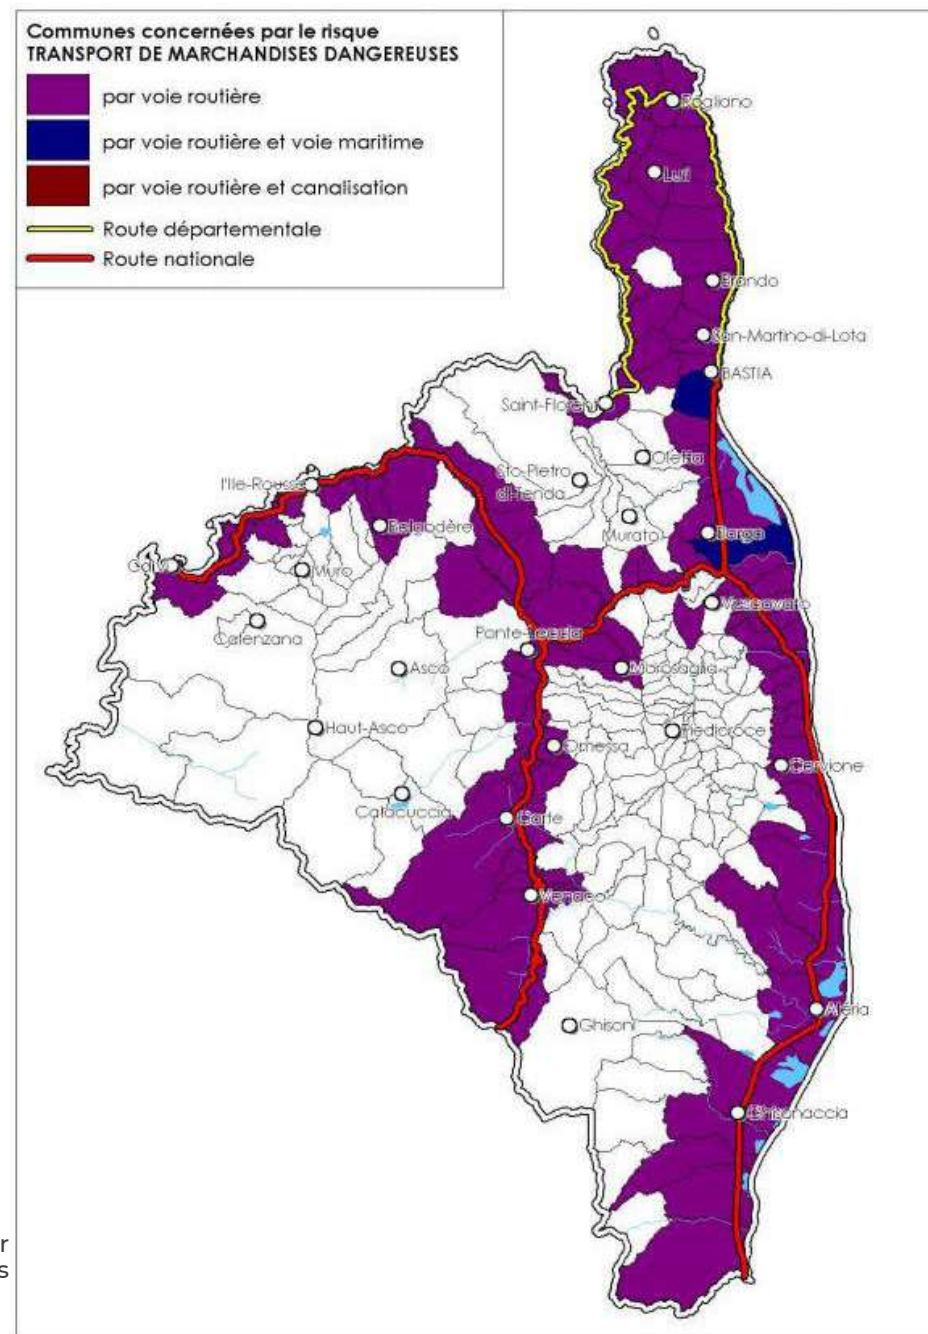 Communes concernées par le risque
TRANSPORT DE MARCHANDISES DANGEREUSES
par voie routière
par voie routière et voie maritime
par voie routière et canalisation
Route départementale
Route nationale
Rogliano
Luri
Brando
San-Martino-di-Lota
BASTIA
Saint-Florent
Oletta
Sto-Pietro
di-Tenda
l'Ile-Rousse
Murato
Borgo
Belgodère
Calvi
Muro
Vescovato
Calenzana
Ponte-Leccia
Asco
Morosaglia
Haut-Asco
Piedicroce
Omessa
Cervione
Calacuccia
Corte
Venaco
Aléria
Ghisoni
Ghisonaccia
r
s